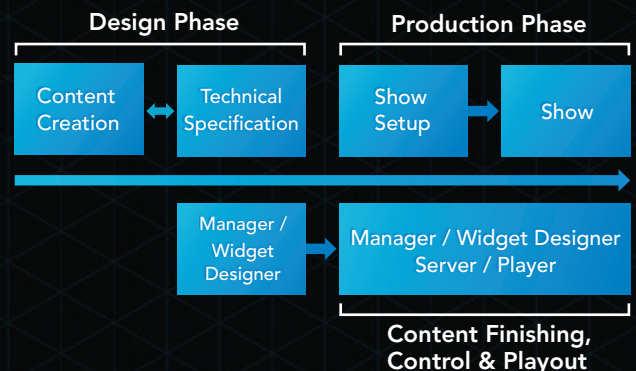 Design Phase
Production Phase
Content
Creation
Technical
Specification
Show
Setup
Show
Manager /
Widget
Designer
Manager / Widget Designer
Server / Player
Content Finishing,
Control & Playout